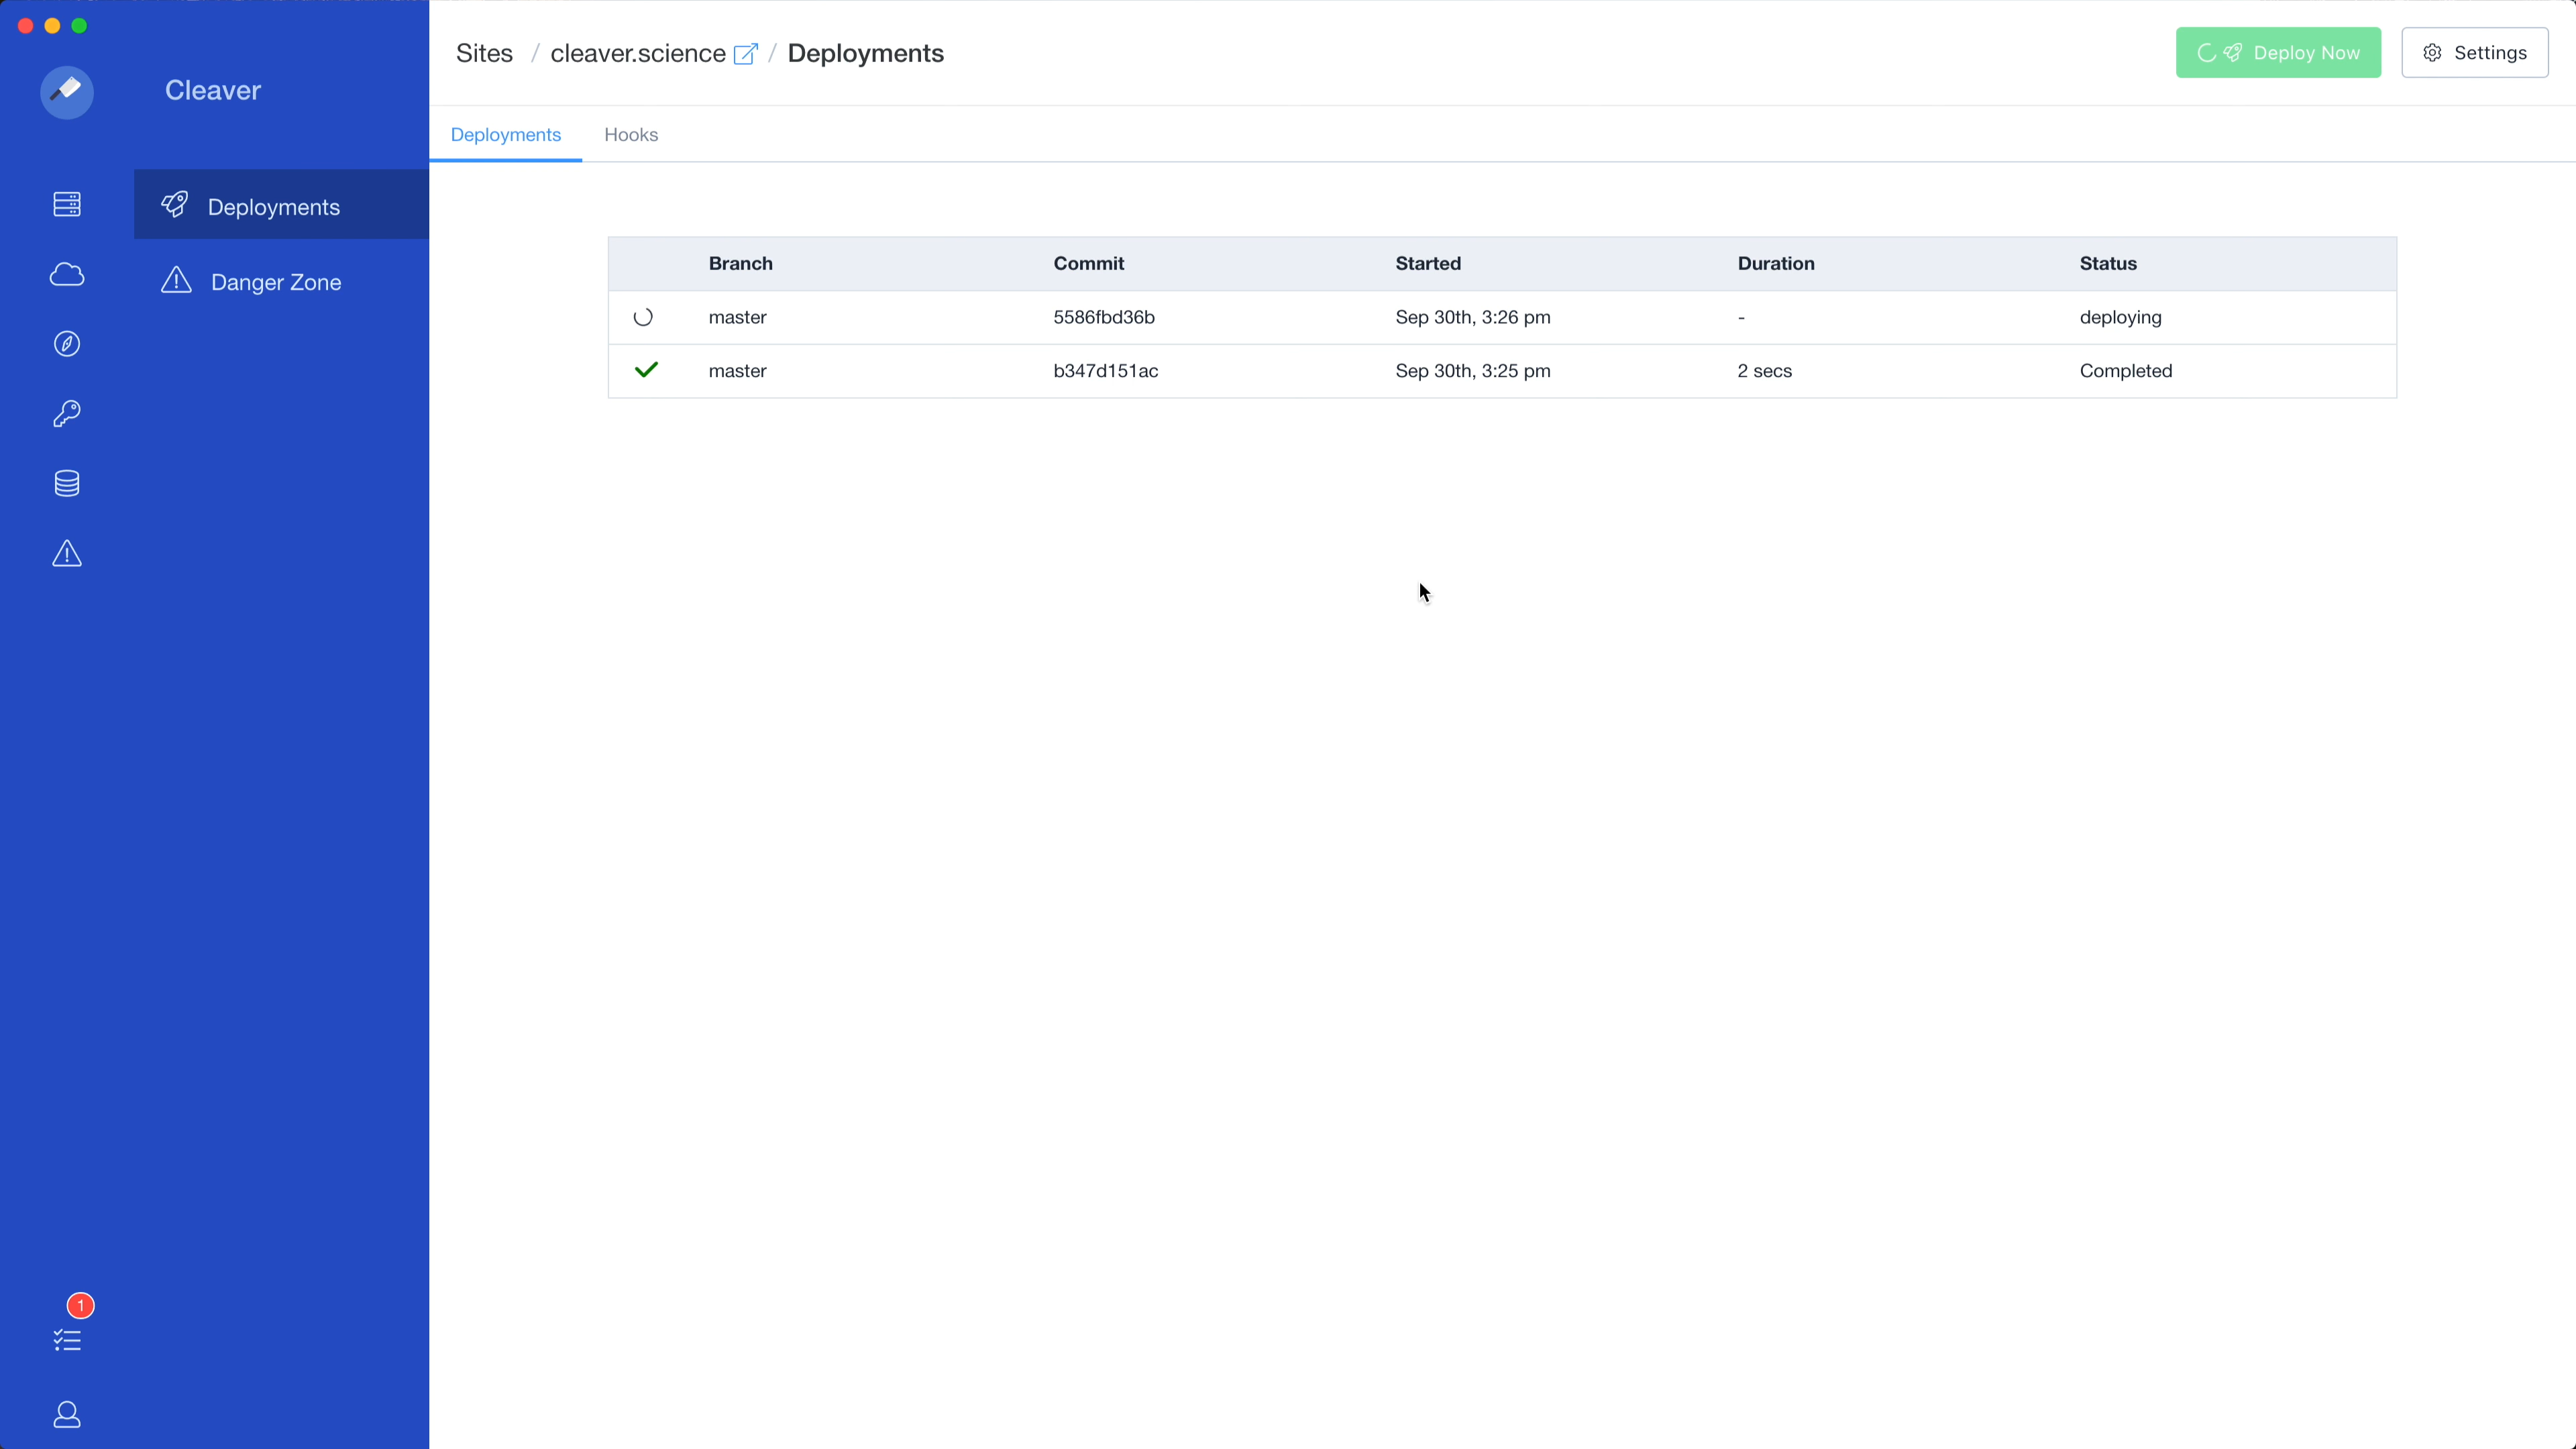 Cleaver
Deployments
Danger Zone
1
Sites / cleaver.science / Deployments
Deploy Now
Settings
Deployments Hooks
Branch Commit Started Duration Status
master 5586fbd36b Sep 30th, 3:26 pm - deploying
master b347d151ac Sep 30th, 3:25 pm 2 secs Completed